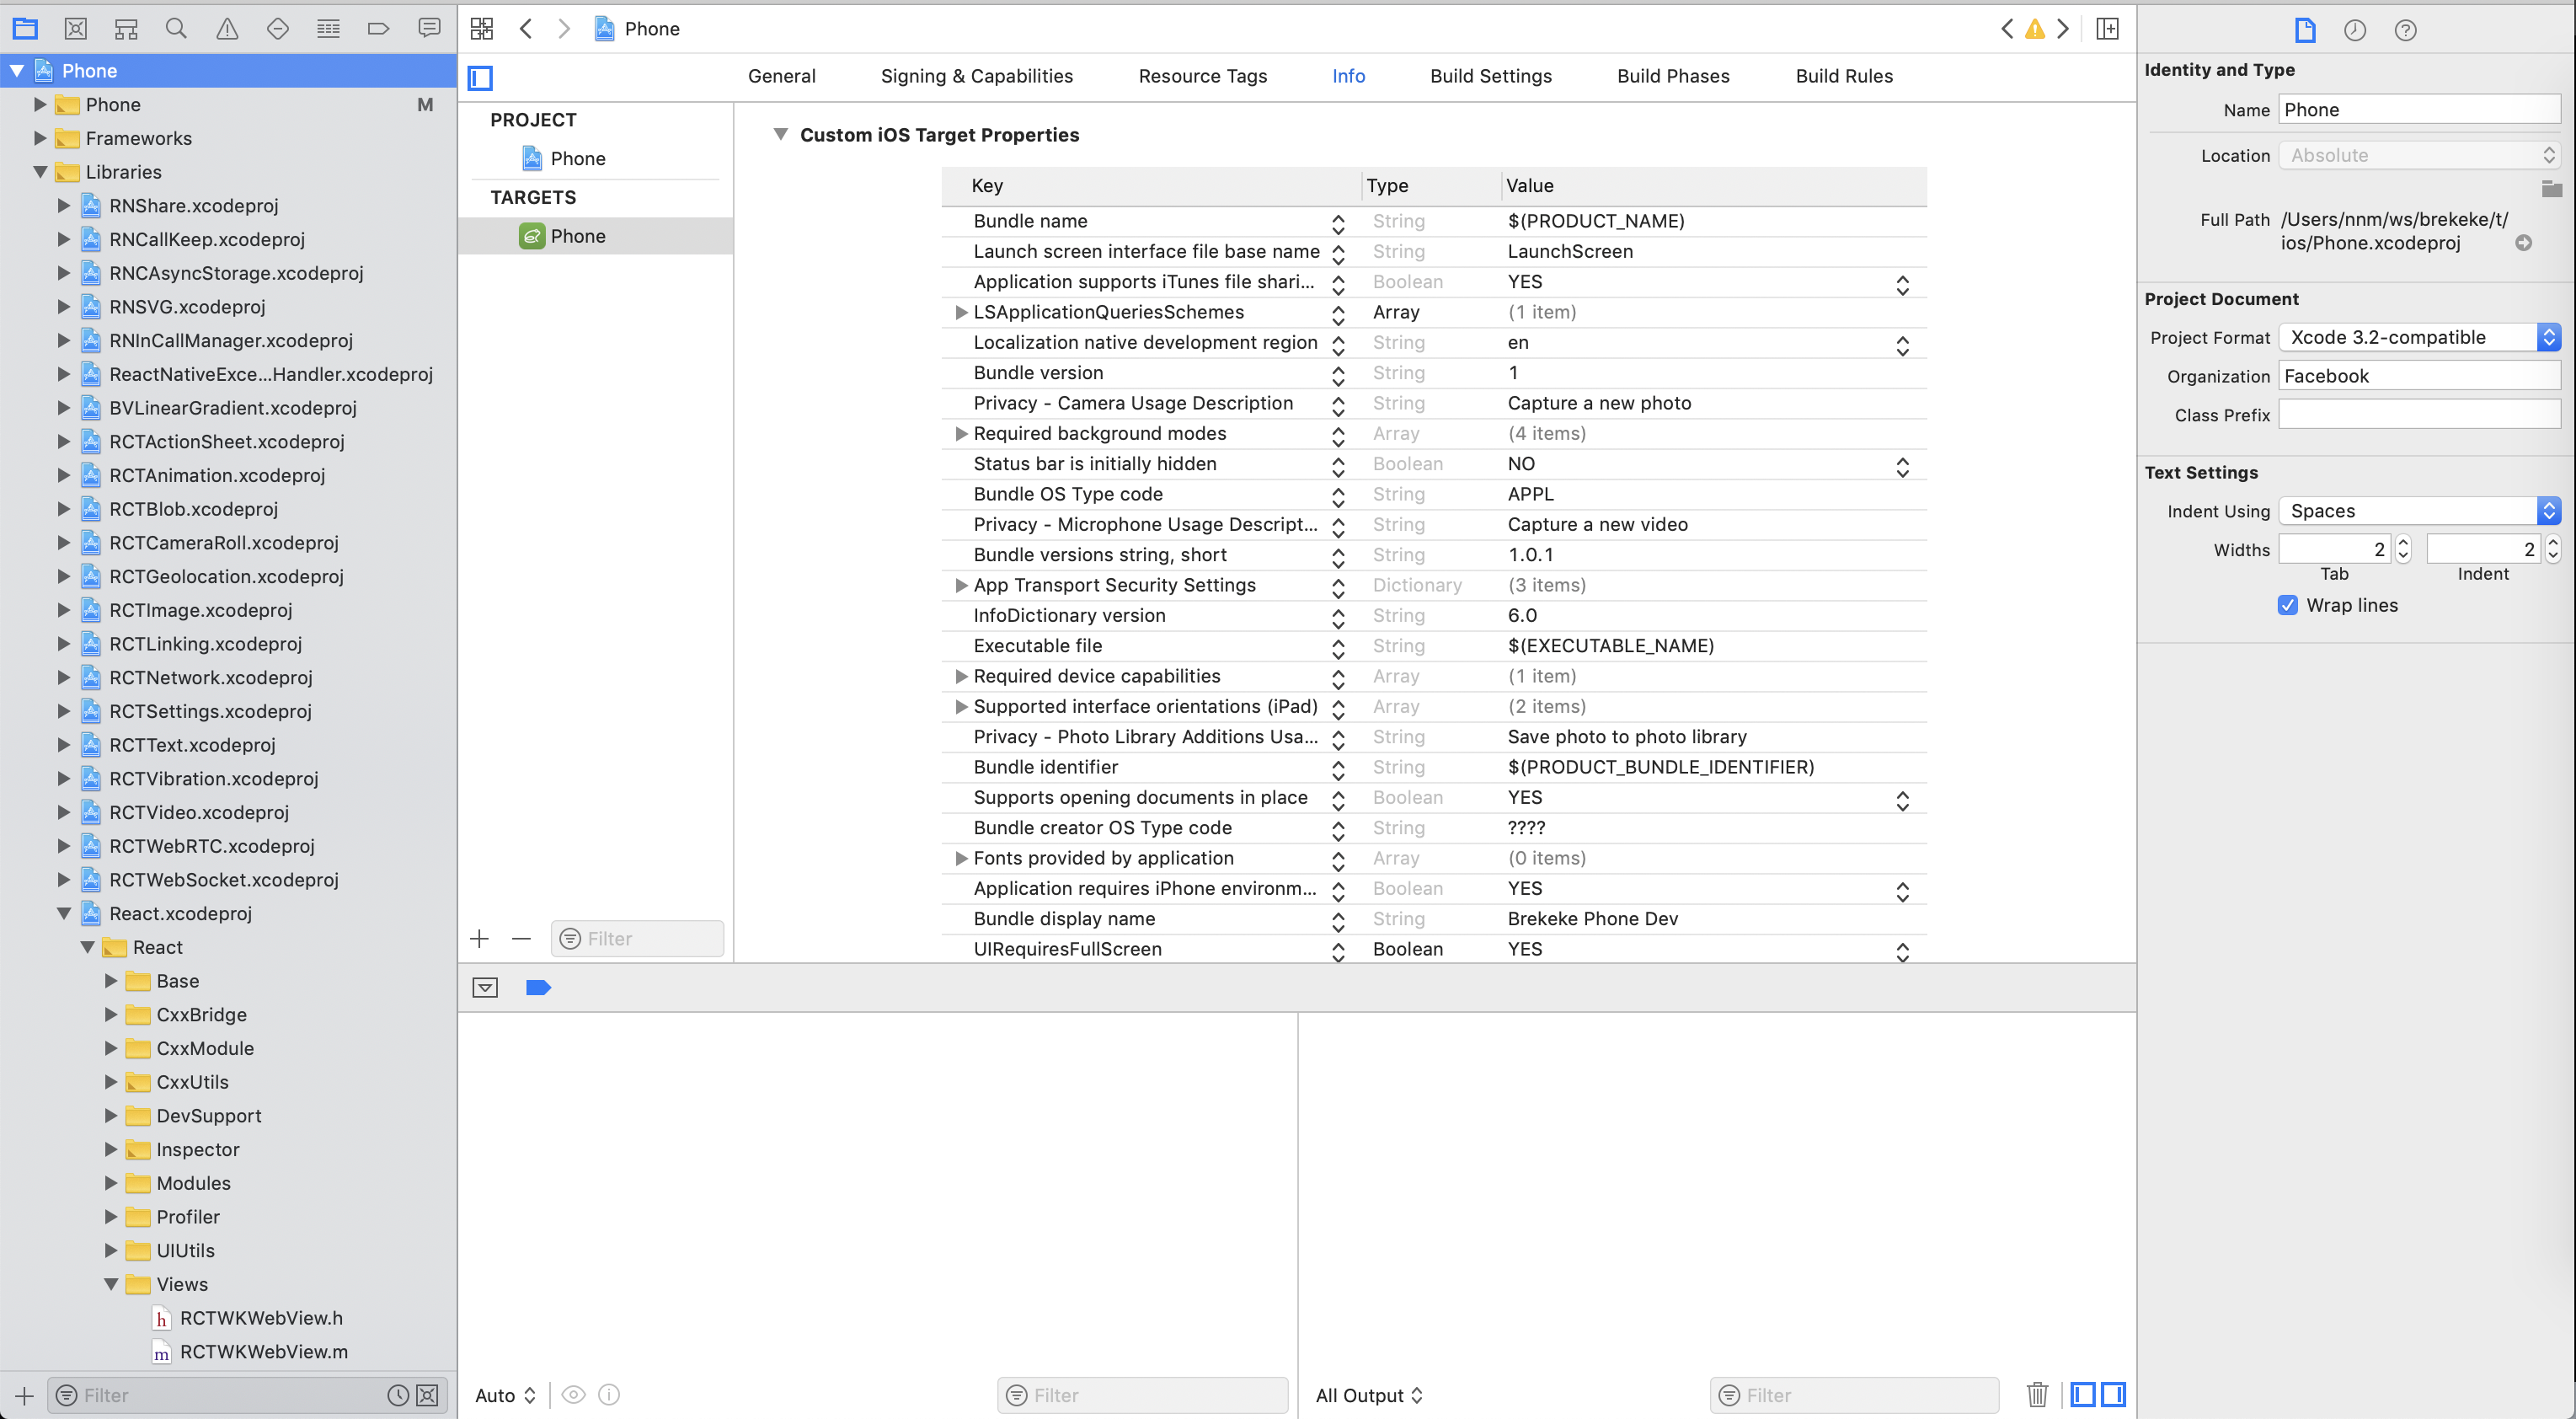 Phone
Phone M
Frameworks
Libraries
RNShare.xcodeproj
RNCallKeep.xcodeproj
RNCAsyncStorage.xcodeproj
RNSVG.xcodeproj
RNInCallManager.xcodeproj
ReactNativeExce...Handler.xcodeproj
BVLinearGradient.xcodeproj
RCTActionSheet.xcodeproj
RCTAnimation.xcodeproj
RCTBlob.xcodeproj
RCTCameraRoll.xcodeproj
RCTGeolocation.xcodeproj
RCTImage.xcodeproj
RCTLinking.xcodeproj
RCTNetwork.xcodeproj
RCTSettings.xcodeproj
RCTText.xcodeproj
RCTVibration.xcodeproj
RCTVideo.xcodeproj
RCTWebRTC.xcodeproj
RCTWebSocket.xcodeproj
React.xcodeproj
React
Base
CxxBridge
CxxModule
CxxUtils
DevSupport
Inspector
Modules
Profiler
UIUtils
Views
h RCTWKWebView.h
m RCTWKWebView.m
Filter
Phone
General Signing & Capabilities Resource Tags Info Build Settings Build Phases Build Rules
PROJECT
Phone
TARGETS
Phone
Filter
Custom iOS Target Properties
Key Type Value
Bundle name String $(PRODUCT_NAME)
Launch screen interface file base name String LaunchScreen
Application supports iTunes file shari... Boolean YES
LSApplicationQueriesSchemes Array (1 item)
Localization native development region String en
Bundle version String 1
Privacy - Camera Usage Description String Capture a new photo
Required background modes Array (4 items)
Status bar is initially hidden Boolean NO
Bundle OS Type code String APPL
Privacy - Microphone Usage Descript... String Capture a new video
Bundle versions string, short String 1.0.1
App Transport Security Settings Dictionary (3 items)
InfoDictionary version String 6.0
Executable file String $(EXECUTABLE_NAME)
Required device capabilities Array (1 item)
Supported interface orientations (iPad) Array (2 items)
Privacy - Photo Library Additions Usa... String Save photo to photo library
Bundle identifier String $(PRODUCT_BUNDLE_IDENTIFIER)
Supports opening documents in place Boolean YES
Bundle creator OS Type code String ????
Fonts provided by application Array (0 items)
Application requires iPhone environm... Boolean YES
Bundle display name String Brekeke Phone Dev
UIRequiresFullScreen Boolean YES
Auto Filter
All Output Filter
Identity and Type
Name Phone
Location Absolute
Full Path /Users/nnm/ws/brekeke/t/
ios/Phone.xcodeproj
Project Document
Project Format Xcode 3.2-compatible
Organization Facebook
Class Prefix
Text Settings
Indent Using Spaces
Widths 2 2
Tab Indent
Wrap lines